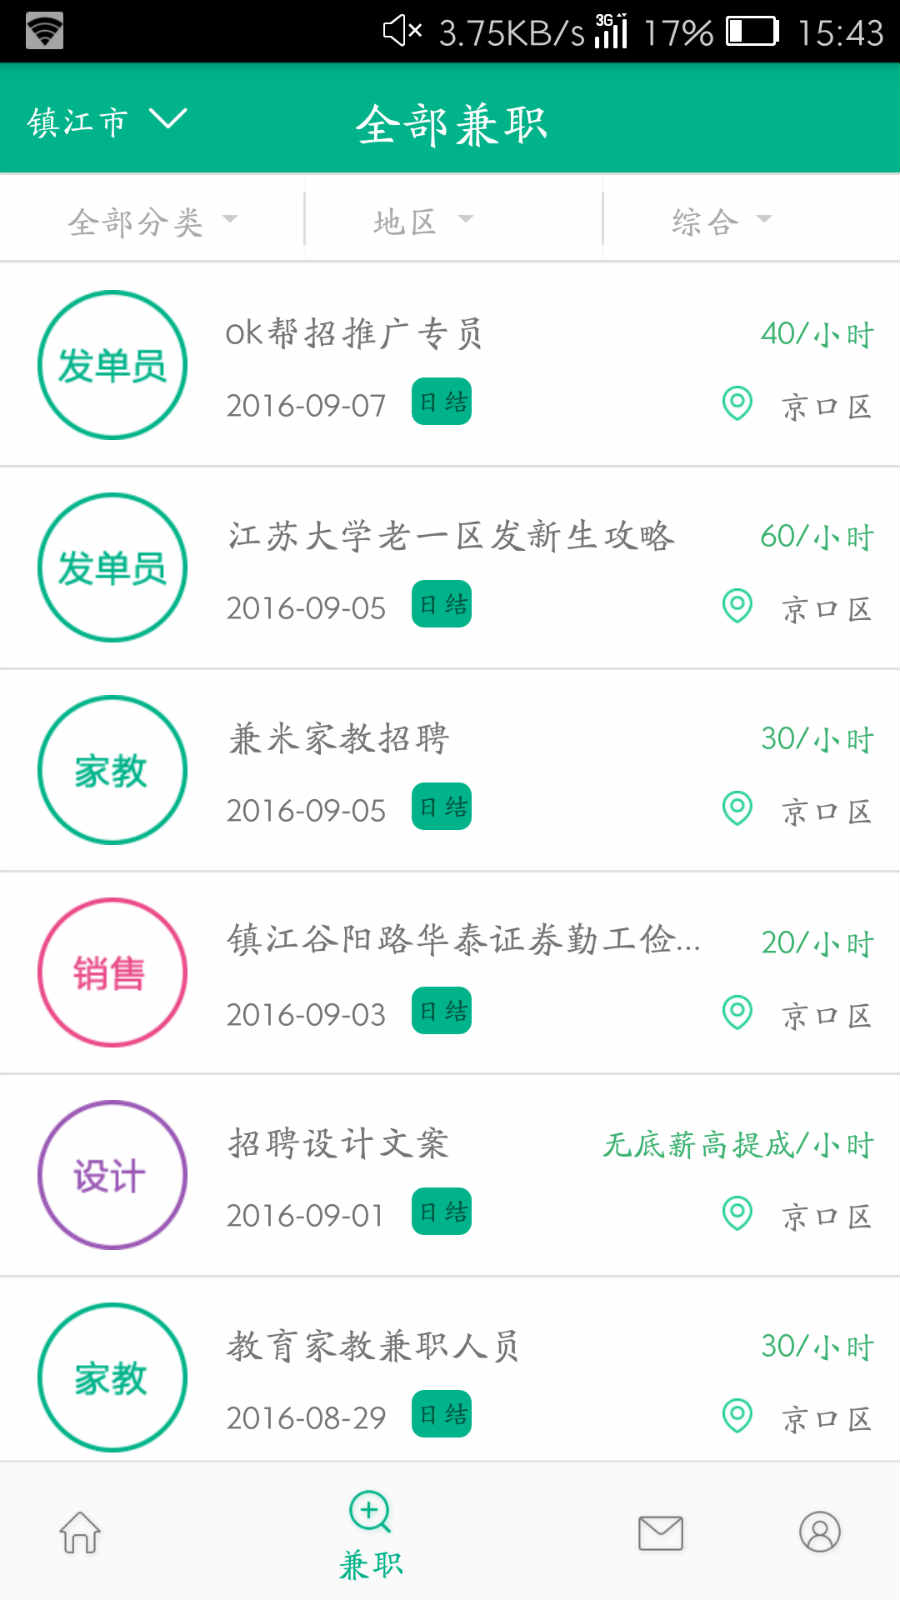 3.75KB/s 3G 17% 15:43
镇江市 全部兼职
全部分类 地区 综合
发单员 ok帮招推广专员 40/小时
2016-09-07 日结 京口区
发单员 江苏大学老一区发新生攻略 60/小时
2016-09-05 日结 京口区
家教 兼米家教招聘 30/小时
2016-09-05 日结 京口区
销售 镇江谷阳路华泰证券勤工俭... 20/小时
2016-09-03 日结 京口区
设计 招聘设计文案 无底薪高提成/小时
2016-09-01 日结 京口区
家教 教育家教兼职人员 30/小时
2016-08-29 日结 京口区
兼职